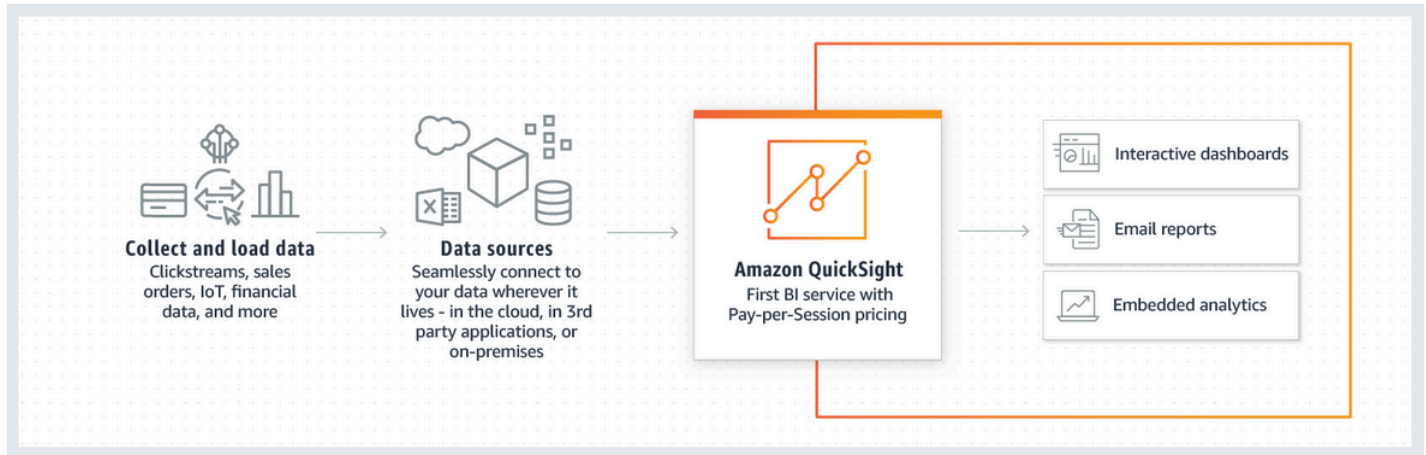 Collect and load data
Clickstreams, sales
orders, IoT, financial
data, and more
Data sources
Seamlessly connect to
your data wherever it
lives - in the cloud, in 3rd
party applications, or
on-premises
Amazon QuickSight
First BI service with
Pay-per-Session pricing
Interactive dashboards
Email reports
Embedded analytics